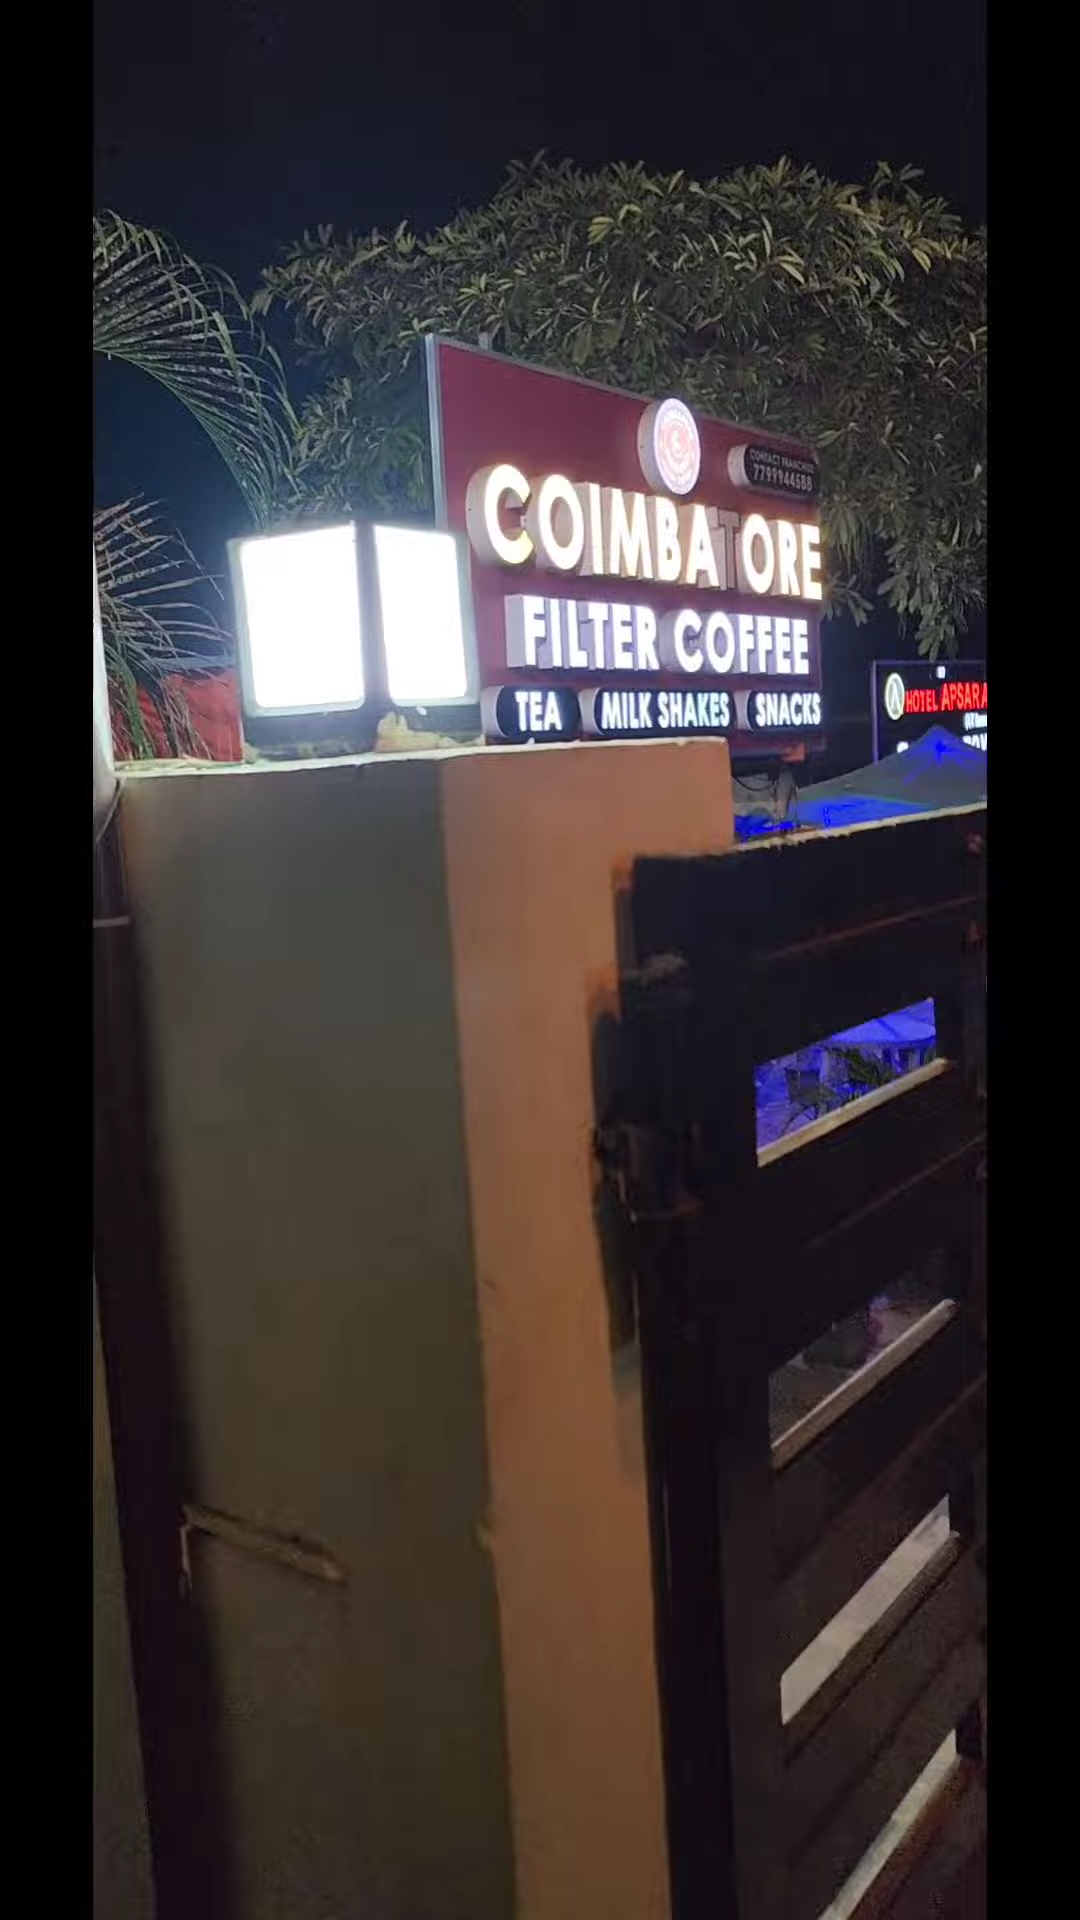 CONTACT FRANCHISE
7799944588
COIMBATORE
FILTER COFFEE
TEA
MILK SHAKES
SNACKS
HOTEL APSARA